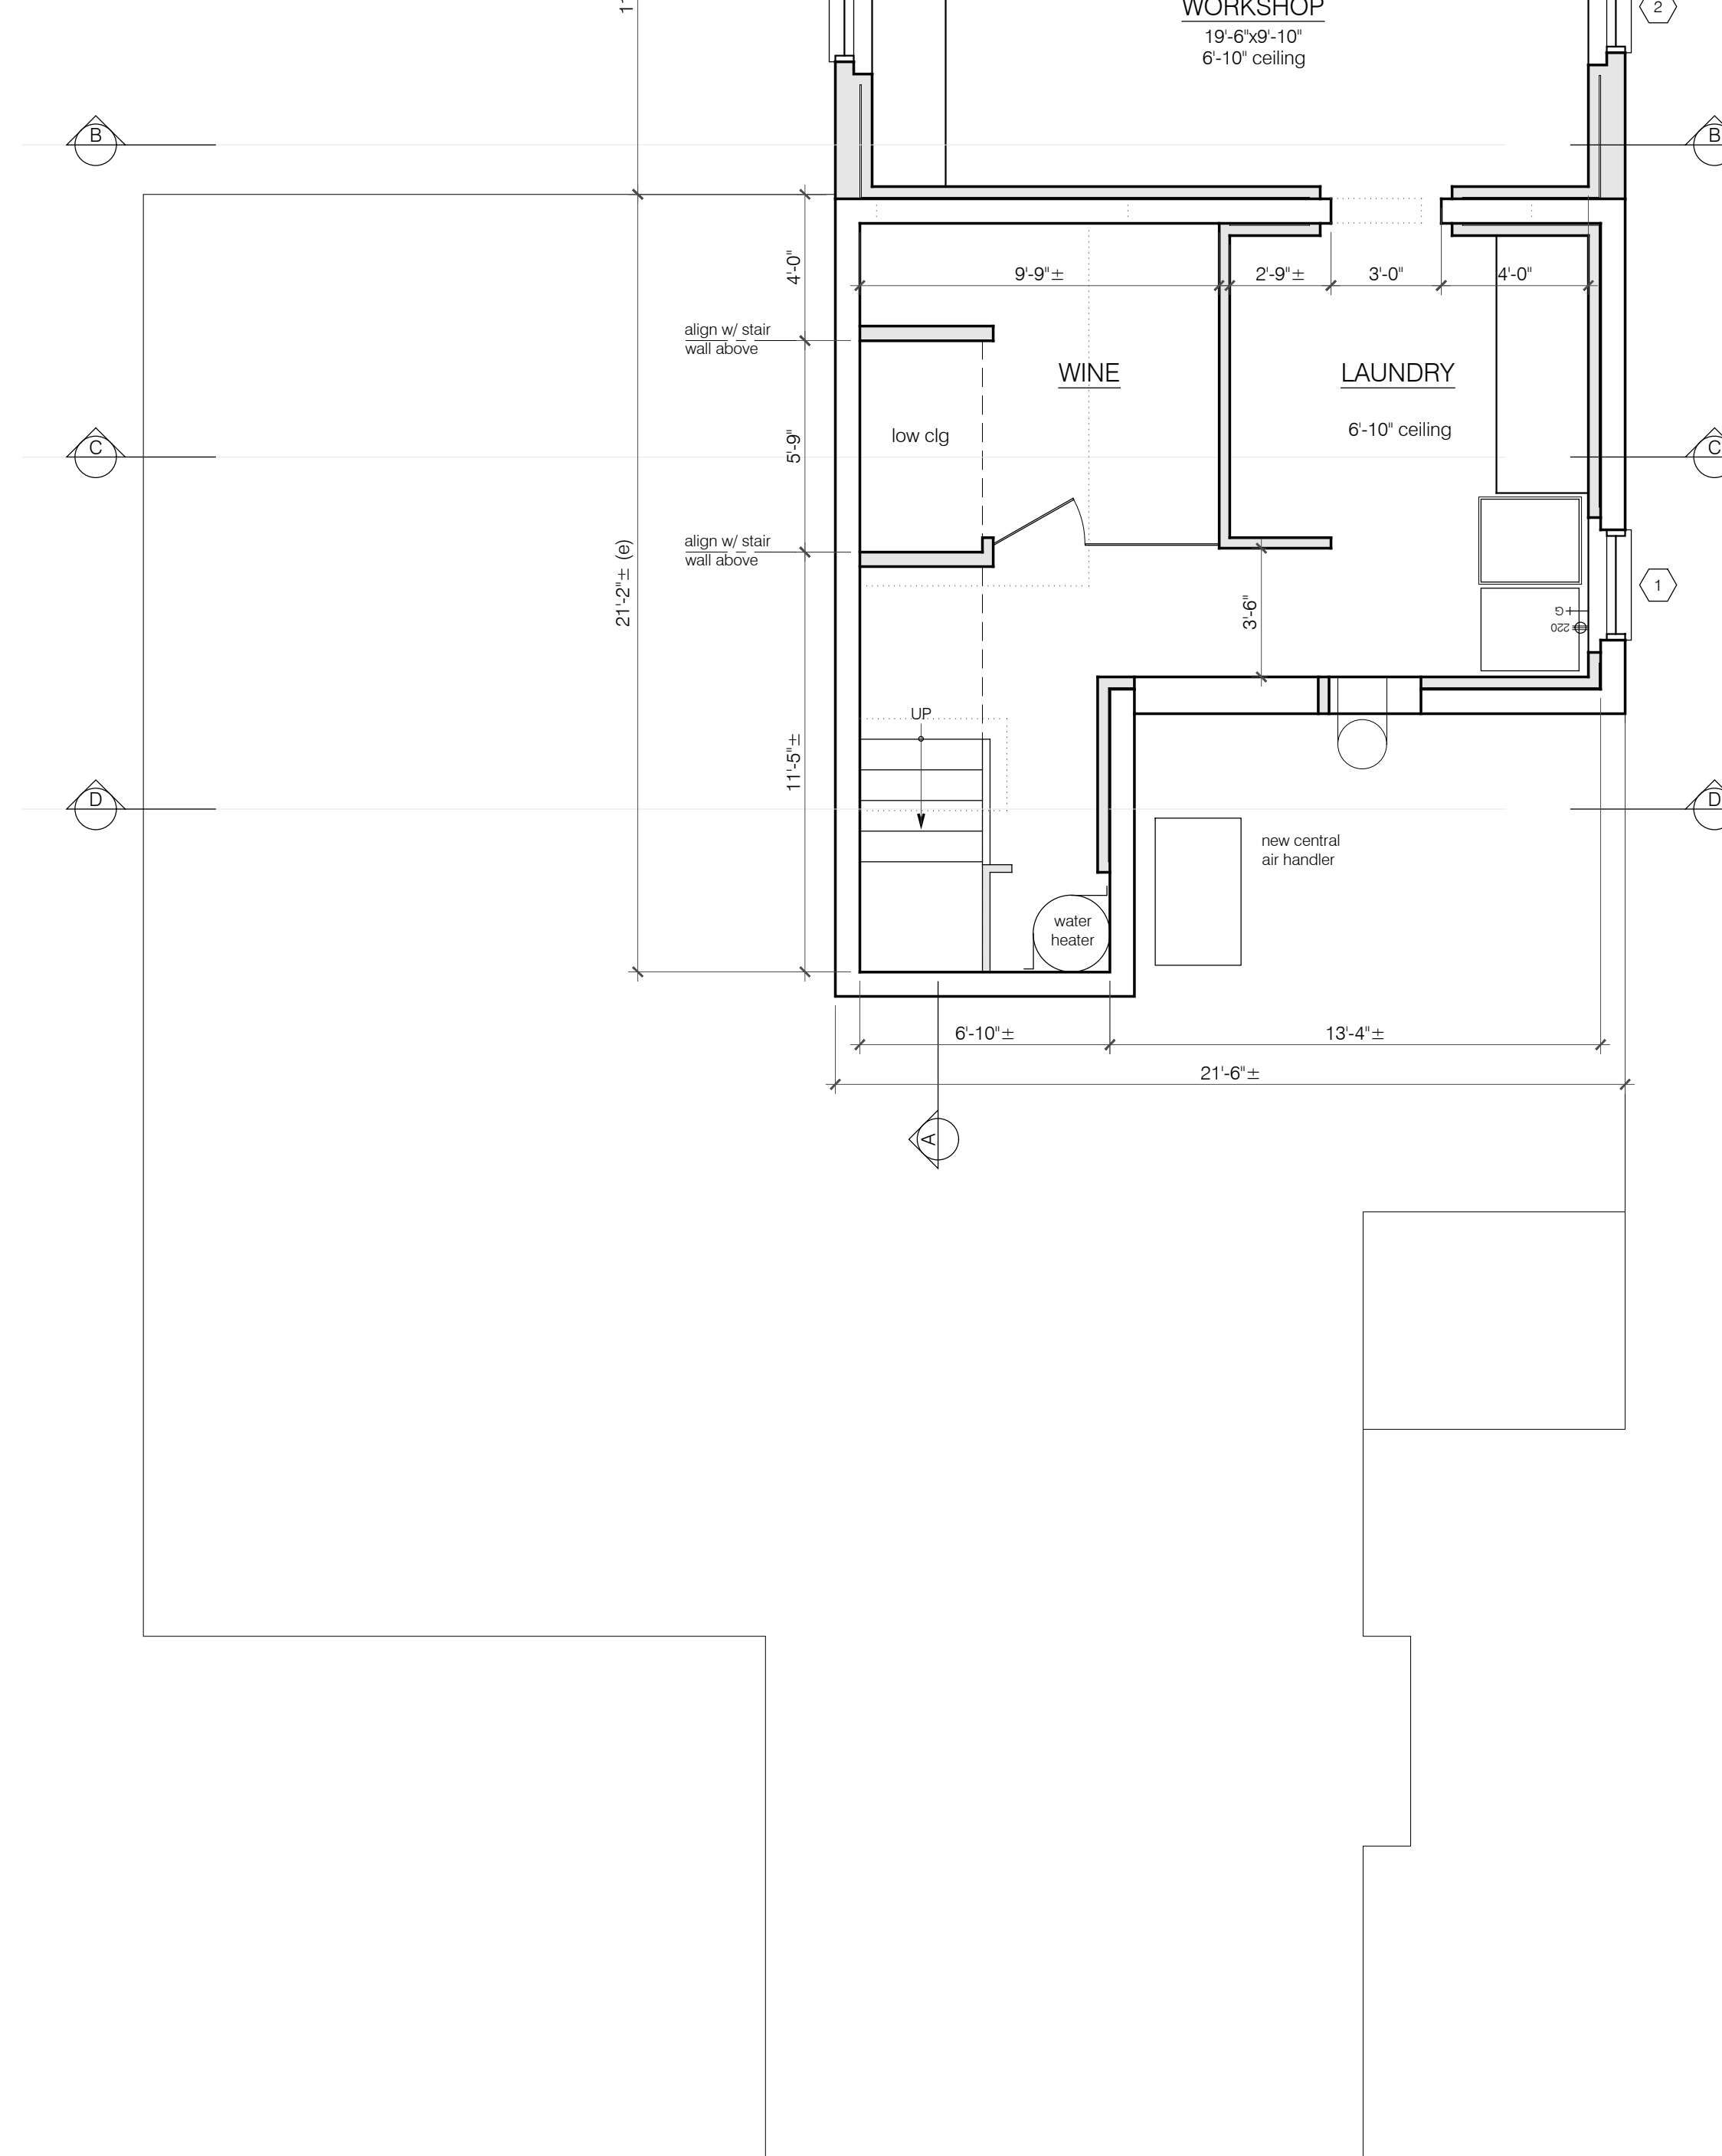 WORKSHOP
19'-6"x9'-10"
6'-10" ceiling
2
B
B
4'-0"
9'-9"±
2'-9"±
3'-0"
4'-0"
align w/ stair
wall above
WINE
LAUNDRY
6'-10" ceiling
low clg
5'-9"
C
C
align w/ stair
wall above
21'-2"± (e)
3'-6"
1
G
220
UP
11'-5"±
D
D
new central
air handler
water
heater
6'-10"±
13'-4"±
21'-6"±
A